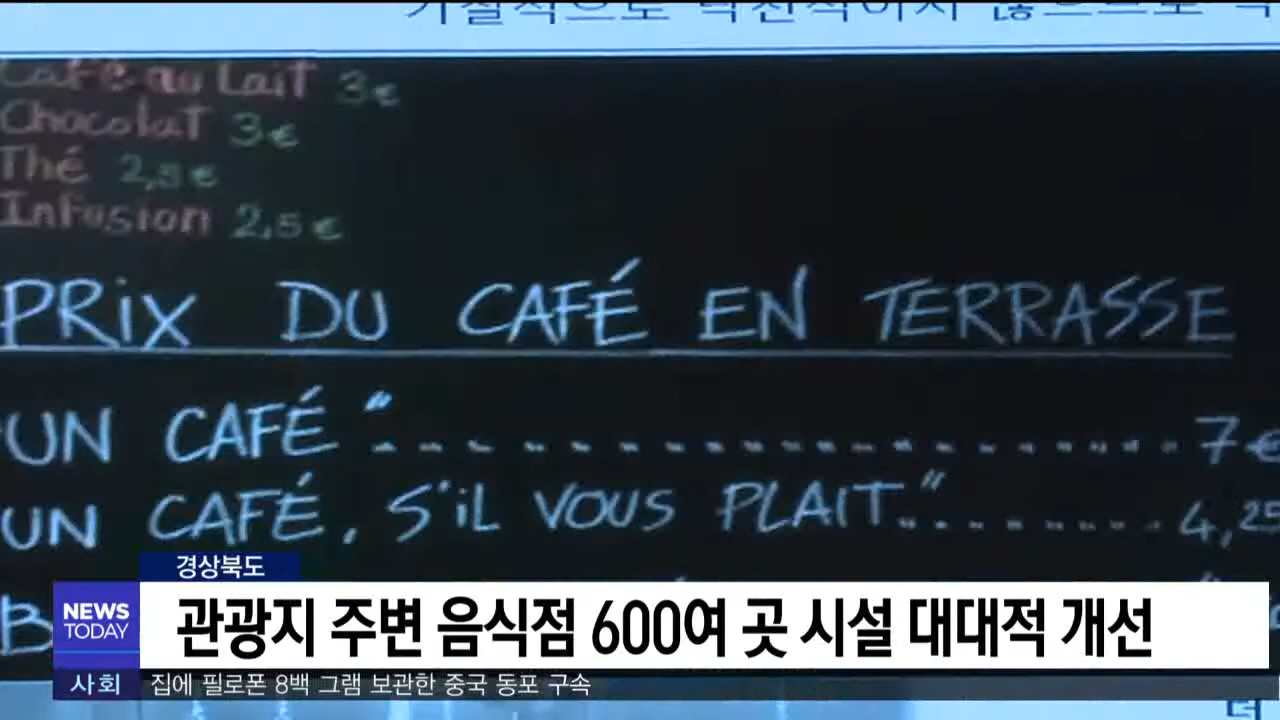 Café au Lait 3€
Chocolat 3€
Thé 2,5€
Infusion 2,5€
PRiX DU CAFÉ EN TERRASSE
UN CAFÉ" 7€
UN CAFÉ, S'iL VOUS PLAIT" 4,25
B
경상북도
NEWS
TODAY
관광지 주변 음식점 600여 곳 시설 대대적 개선
사회 집에 필로폰 8백 그램 보관한 중국 동포 구속